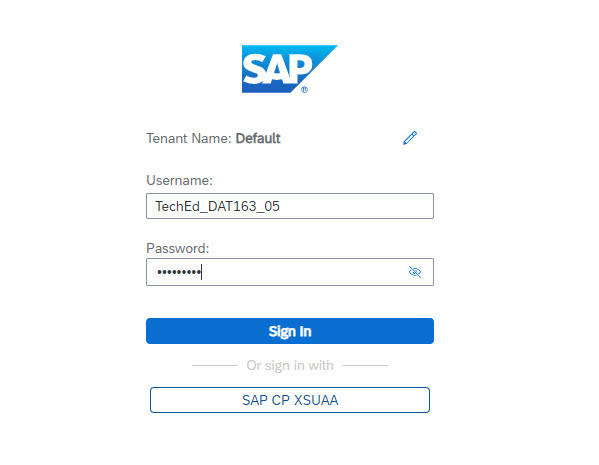 SAP
®
Tenant Name: Default
Username:
TechEd_DAT163_05
Password:
•••••••••
Sign In
Or sign in with
SAP CP XSUAA